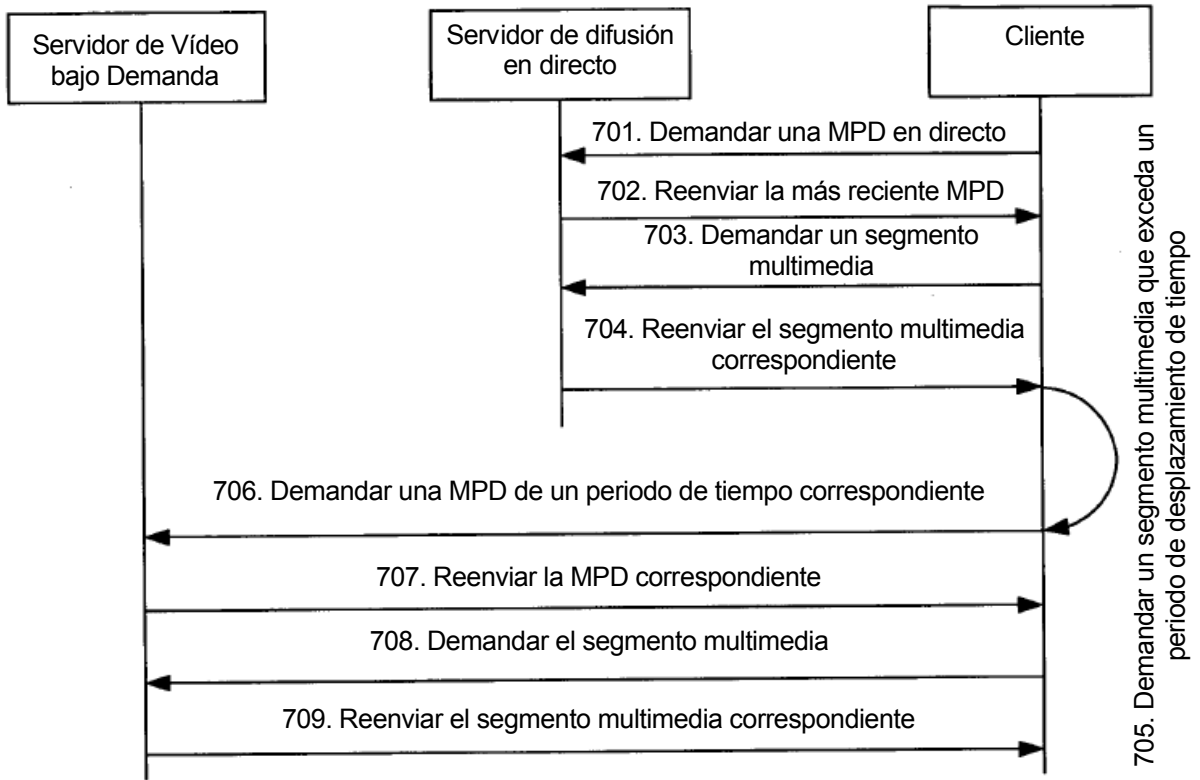 Servidor de Vídeo
bajo Demanda
Servidor de difusión
en directo
Cliente
701. Demandar una MPD en directo
702. Reenviar la más reciente MPD
703. Demandar un segmento
multimedia
704. Reenviar el segmento multimedia
correspondiente
705. Demandar un segmento multimedia que exceda un
periodo de desplazamiento de tiempo
706. Demandar una MPD de un periodo de tiempo correspondiente
707. Reenviar la MPD correspondiente
708. Demandar el segmento multimedia
709. Reenviar el segmento multimedia correspondiente